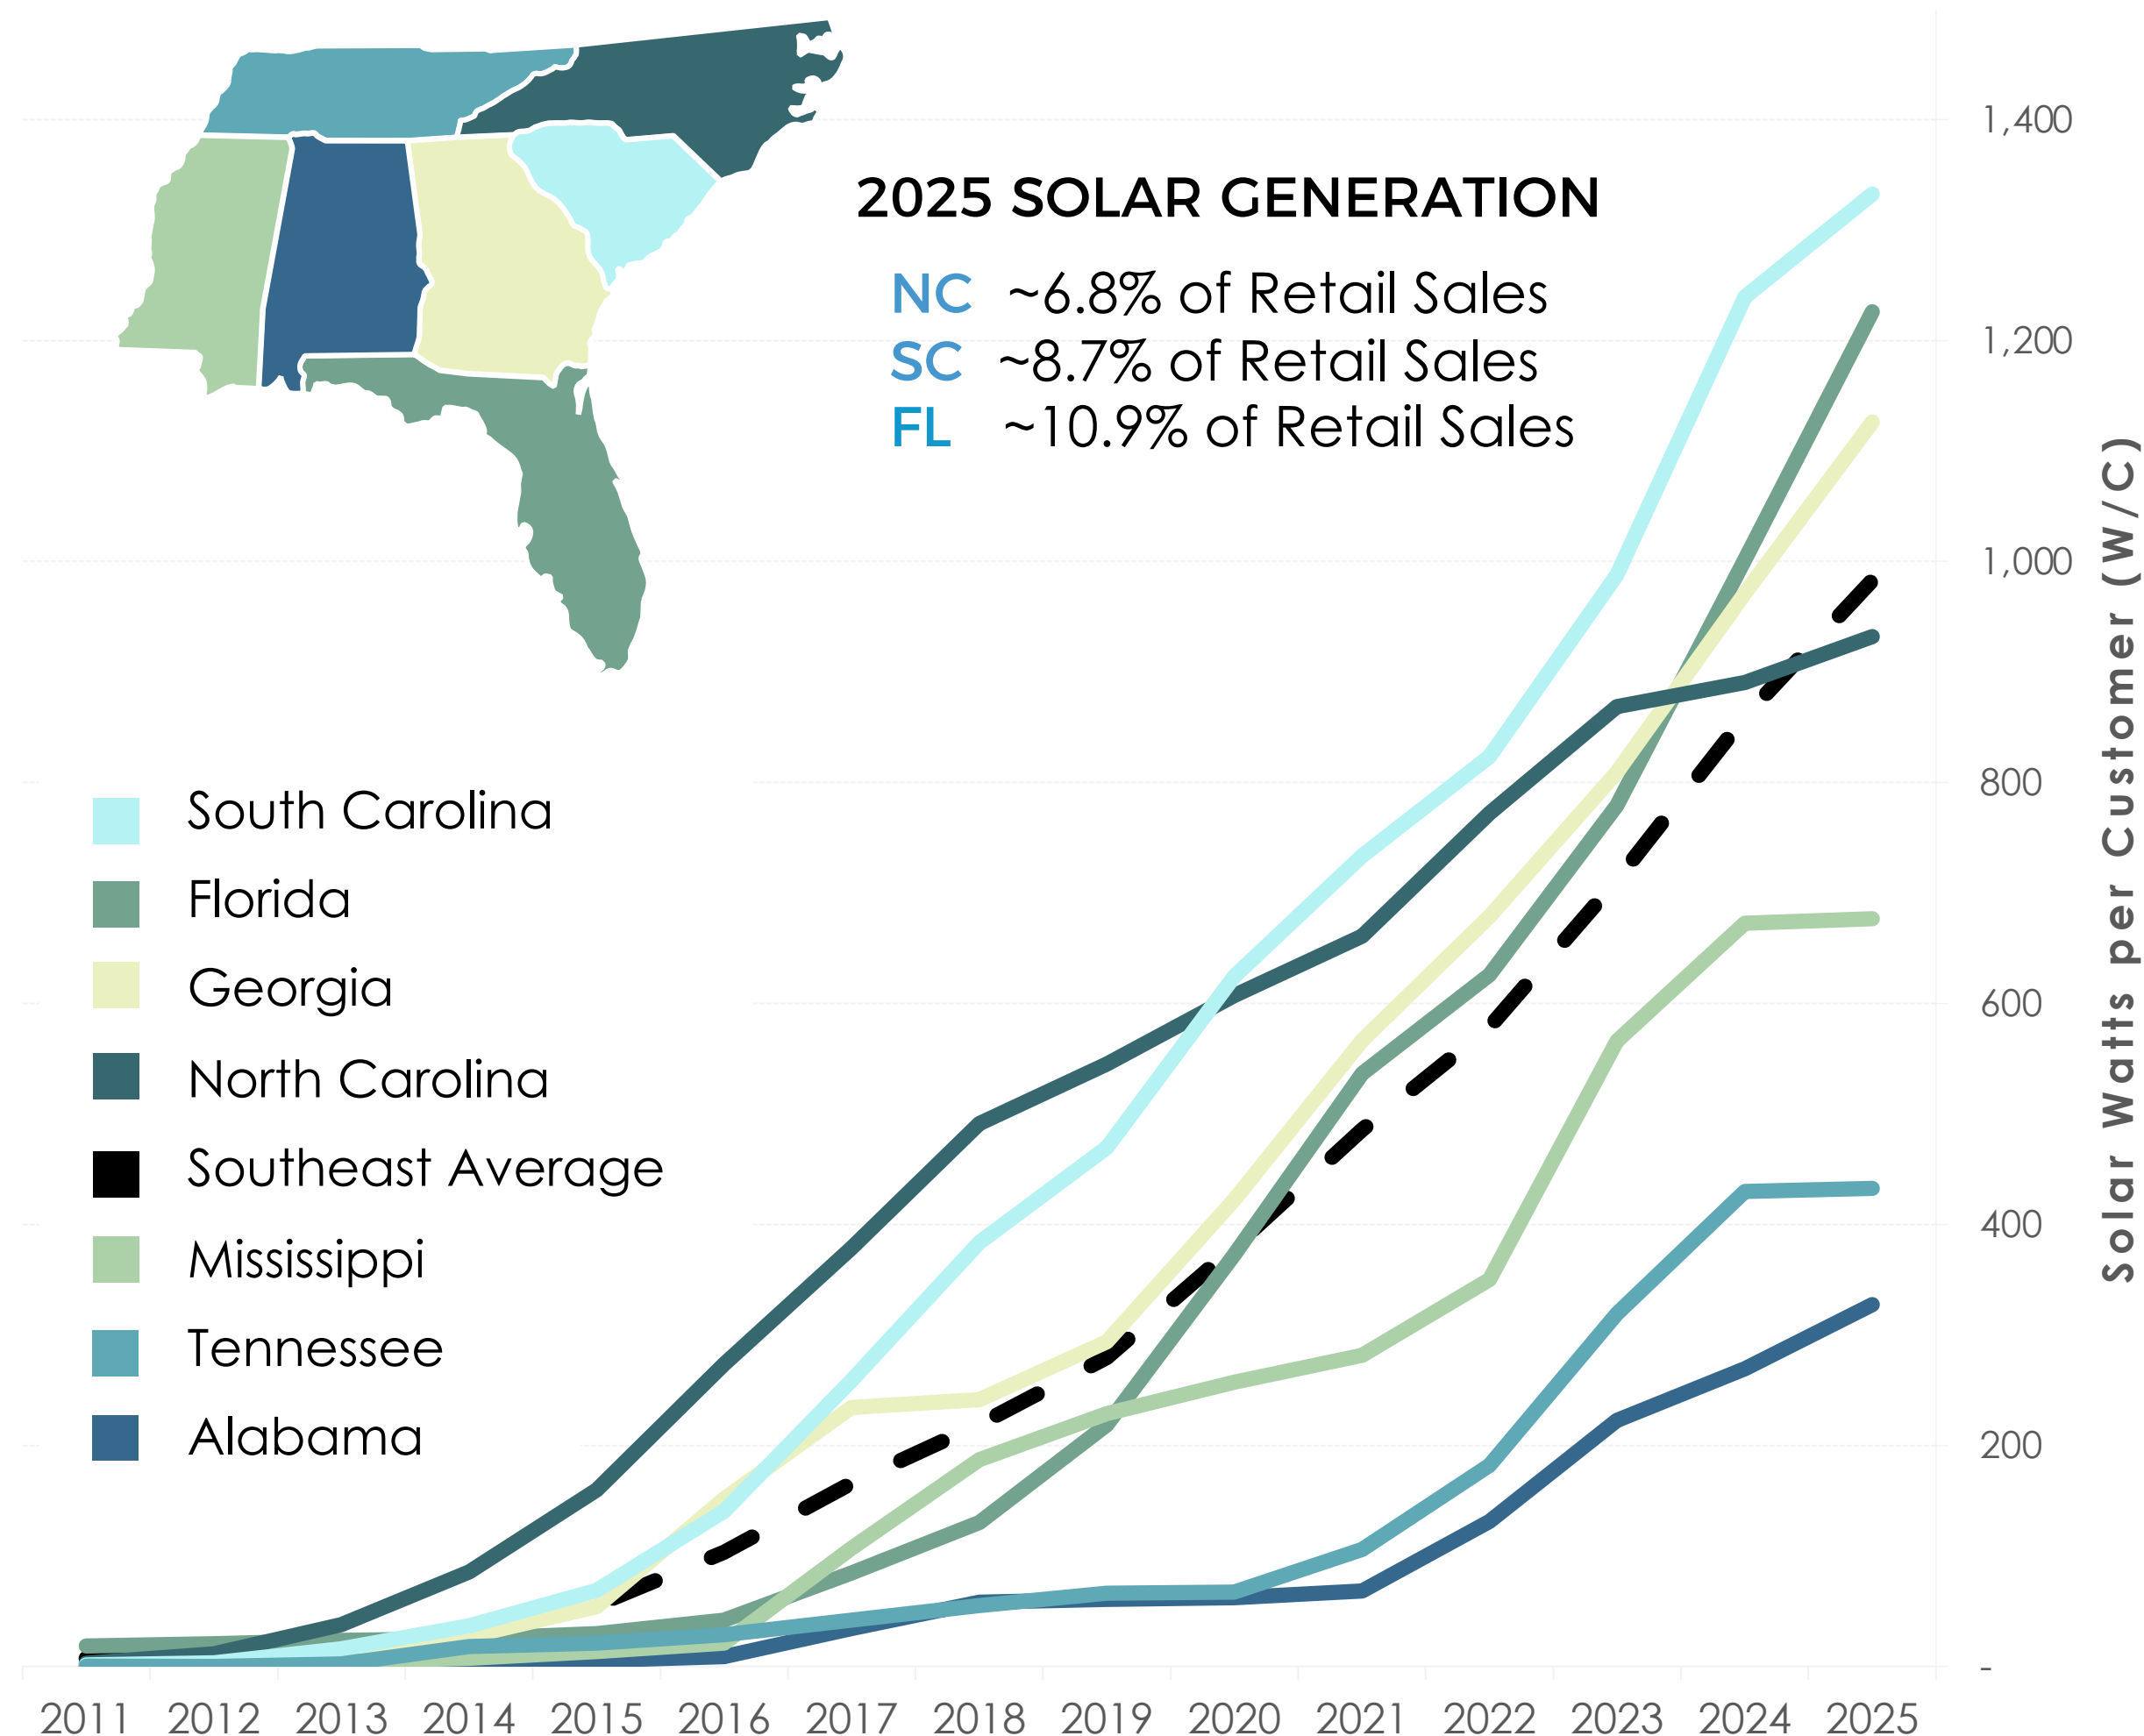 2025 SOLAR GENERATION
NC ~6.8% of Retail Sales
SC ~8.7% of Retail Sales
FL ~10.9% of Retail Sales
South Carolina
Florida
Georgia
North Carolina
Southeast Average
Mississippi
Tennessee
Alabama
1,400
1,200
1,000
800
600
400
200
-
Solar Watts per Customer (W/C)
2011 2012 2013 2014 2015 2016 2017 2018 2019 2020 2021 2022 2023 2024 2025